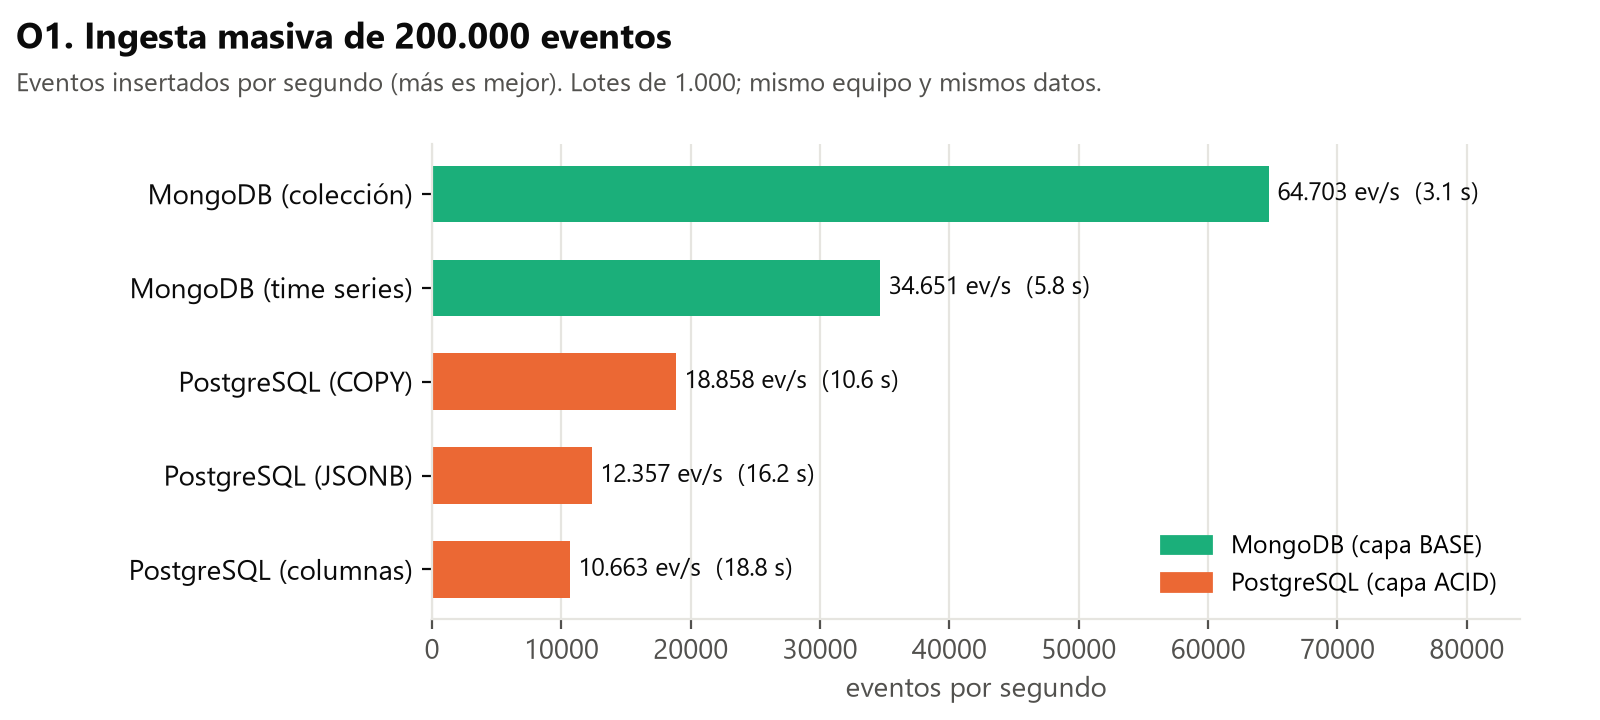 O1. Ingesta masiva de 200.000 eventos
Eventos insertados por segundo (más es mejor). Lotes de 1.000; mismo equipo y mismos datos.
MongoDB (colección)
64.703 ev/s (3.1 s)
MongoDB (time series)
34.651 ev/s (5.8 s)
PostgreSQL (COPY)
18.858 ev/s (10.6 s)
PostgreSQL (JSONB)
12.357 ev/s (16.2 s)
PostgreSQL (columnas)
10.663 ev/s (18.8 s)
MongoDB (capa BASE)
PostgreSQL (capa ACID)
0 10000 20000 30000 40000 50000 60000 70000 80000
eventos por segundo